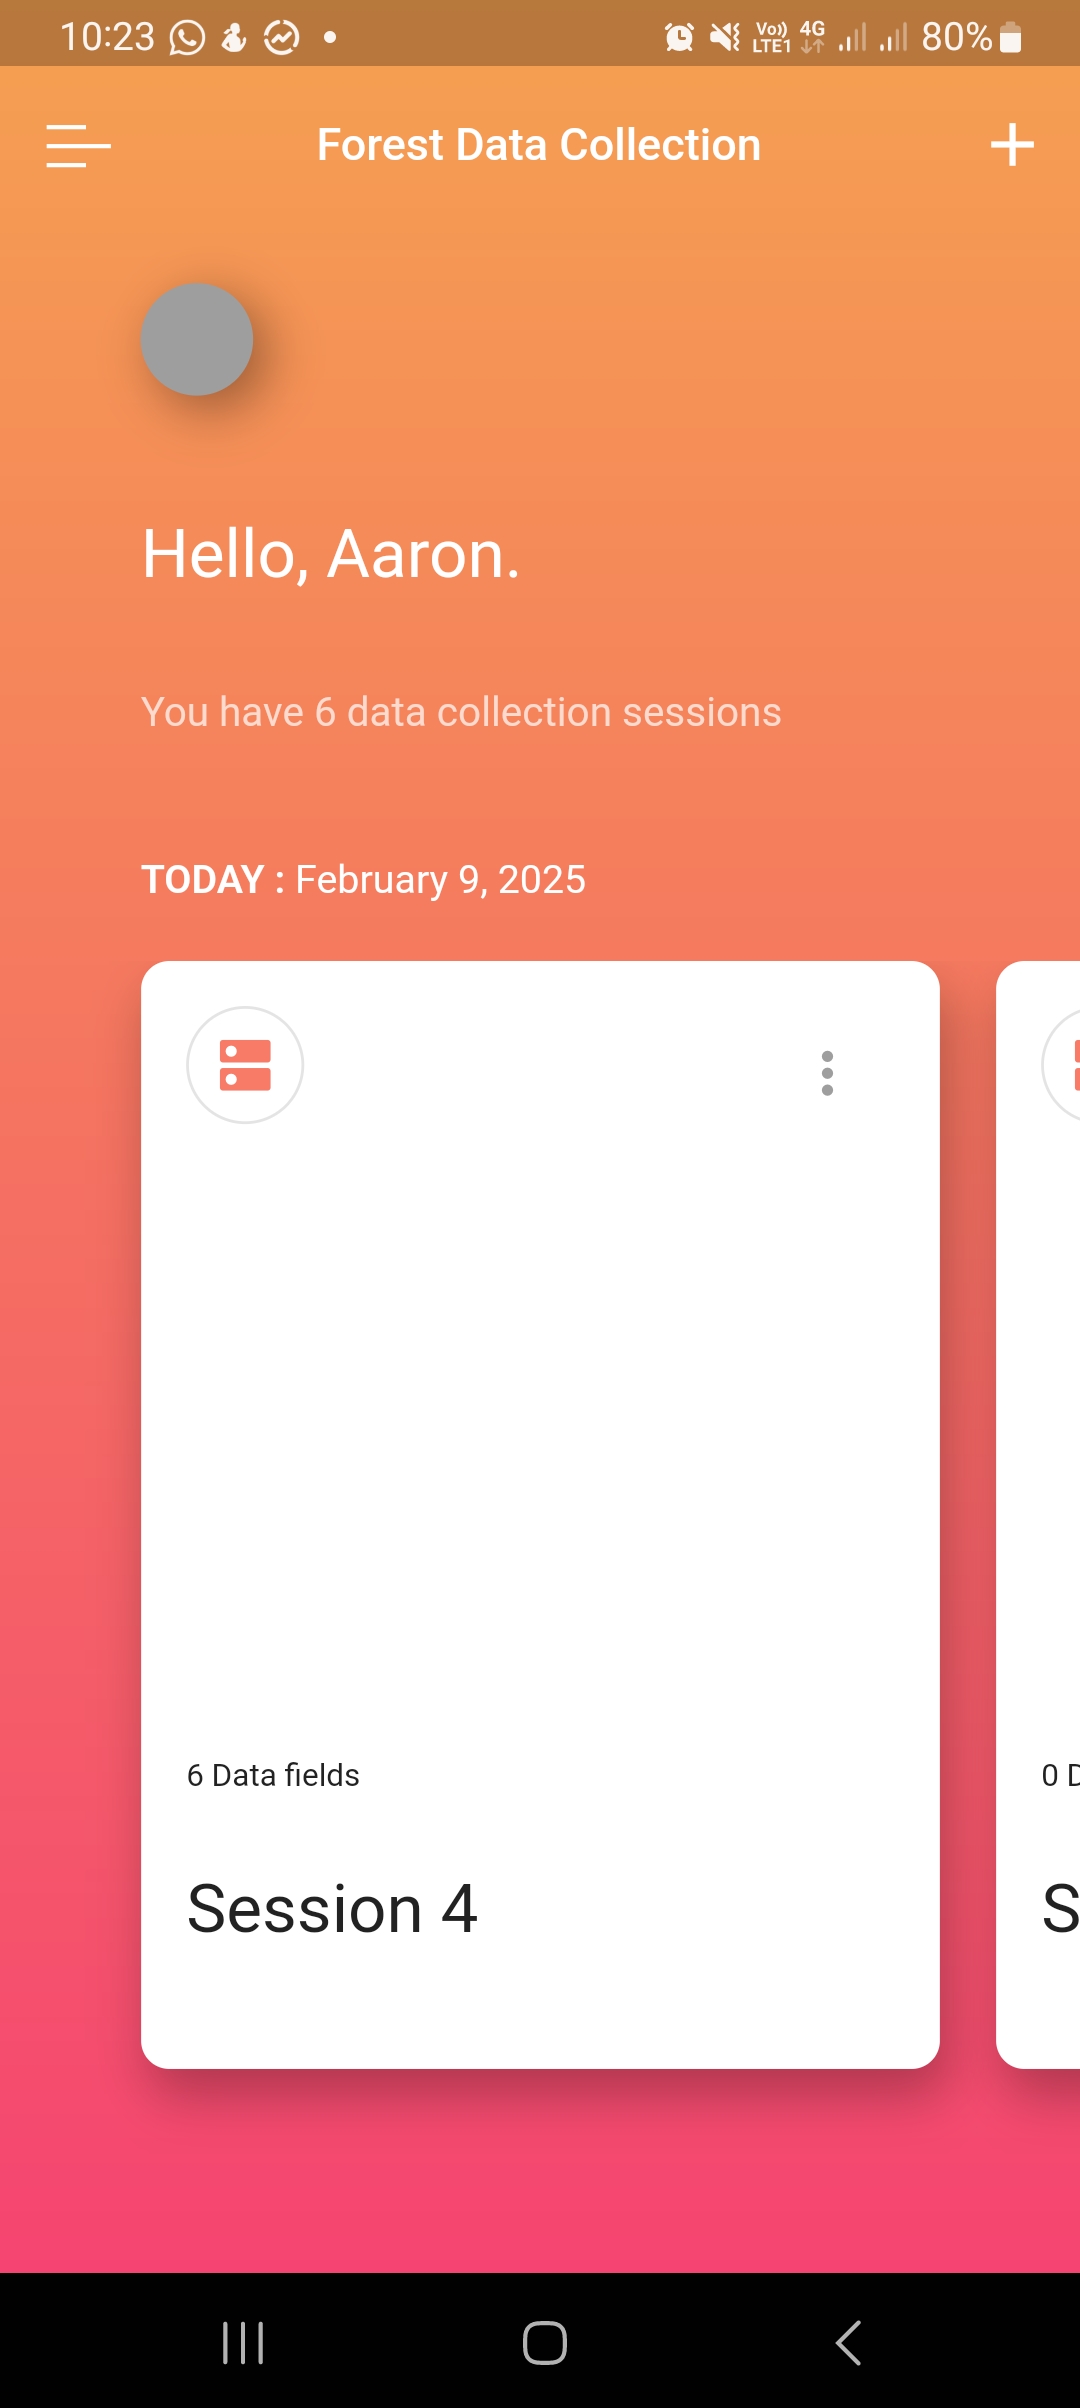 10:23
Vo)) LTE1 4G 80%
Forest Data Collection
Hello, Aaron.
You have 6 data collection sessions
TODAY : February 9, 2025
6 Data fields
0 D
Session 4
S